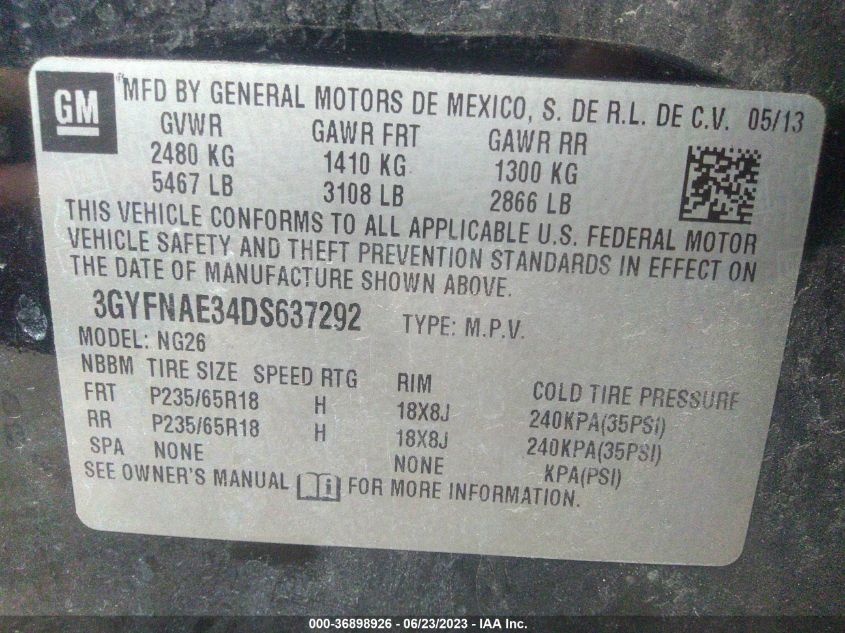 GM
MFD BY GENERAL MOTORS DE MEXICO, S. DE R.L. DE C.V. 05/13
GVWR GAWR FRT GAWR RR
2480 KG 1410 KG 1300 KG
5467 LB 3108 LB 2866 LB
THIS VEHICLE CONFORMS TO ALL APPLICABLE U.S. FEDERAL MOTOR
VEHICLE SAFETY AND THEFT PREVENTION STANDARDS IN EFFECT ON
THE DATE OF MANUFACTURE SHOWN ABOVE.
3GYFNAE34DS637292 TYPE: M.P.V.
MODEL: NG26
NBBM TIRE SIZE SPEED RTG RIM COLD TIRE PRESSURE
FRT P235/65R18 H 18X8J 240KPA(35PSI)
RR P235/65R18 H 18X8J 240KPA(35PSI)
SPA NONE NONE KPA(PSI)
SEE OWNER'S MANUAL FOR MORE INFORMATION.
000-36898926 - 06/23/2023 - IAA Inc.